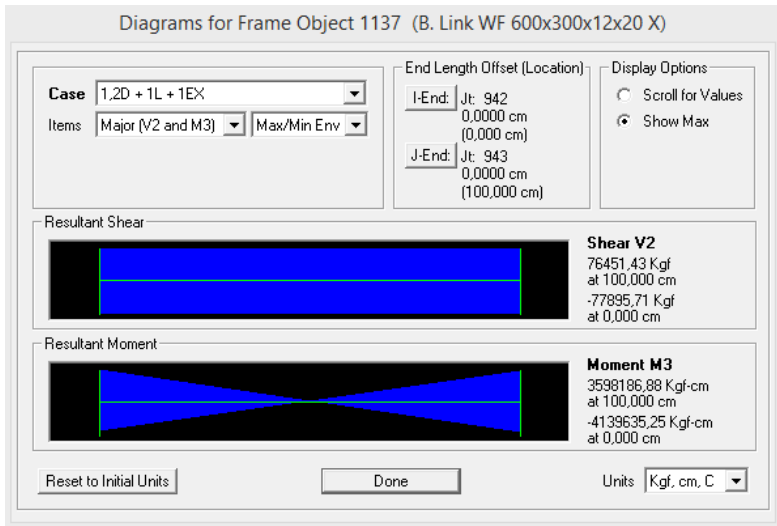 Diagrams for Frame Object 1137 (B. Link WF 600x300x12x20 X)
Case 1,2D + 1L + 1EX
Items Major (V2 and M3) Max/Min Env
End Length Offset (Location)
I-End: Jt: 942
0,0000 cm
(0,000 cm)
J-End: Jt: 943
0,0000 cm
(100,000 cm)
Display Options
Scroll for Values
Show Max
Resultant Shear
Shear V2
76451,43 Kgf
at 100,000 cm
-77895,71 Kgf
at 0,000 cm
Resultant Moment
Moment M3
3598186,88 Kgf-cm
at 100,000 cm
-4139635,25 Kgf-cm
at 0,000 cm
Reset to Initial Units
Done
Units Kgf, cm, C